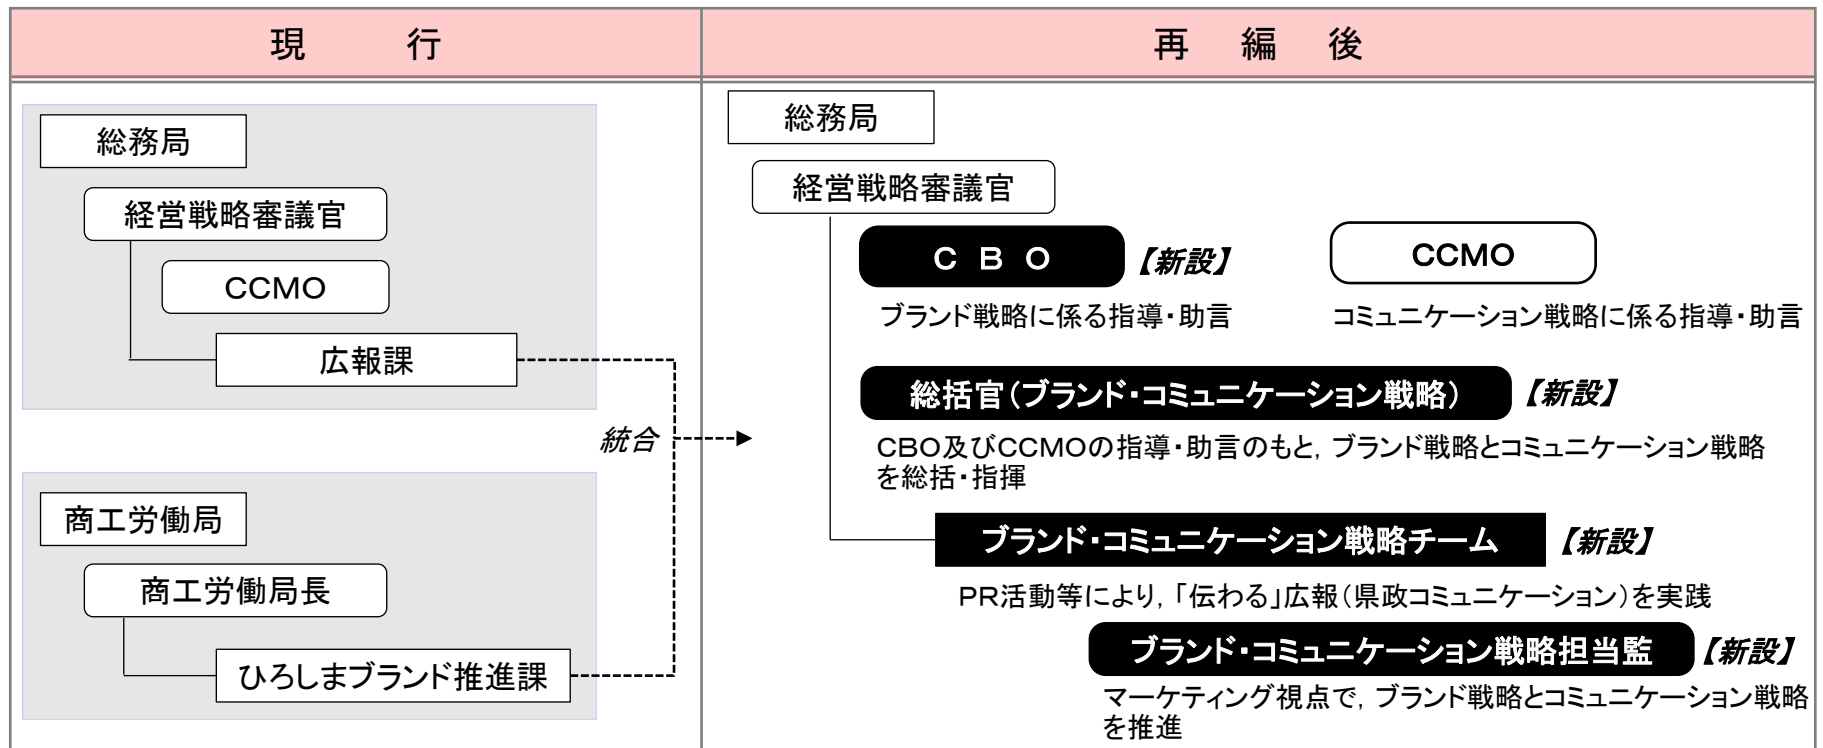 現 行
総務局
経営戦略審議官
CCMO
広報課
統合
商工労働局
商工労働局長
ひろしまブランド推進課
再 編 後
総務局
経営戦略審議官
C B O 【新設】
ブランド戦略に係る指導・助言
CCMO
コミュニケーション戦略に係る指導・助言
総括官(ブランド・コミュニケーション戦略) 【新設】
CBO及びCCMOの指導・助言のもと,ブランド戦略とコミュニケーション戦略
を総括・指揮
ブランド・コミュニケーション戦略チーム 【新設】
PR活動等により,「伝わる」広報(県政コミュニケーション)を実践
ブランド・コミュニケーション戦略担当監 【新設】
マーケティング視点で,ブランド戦略とコミュニケーション戦略
を推進